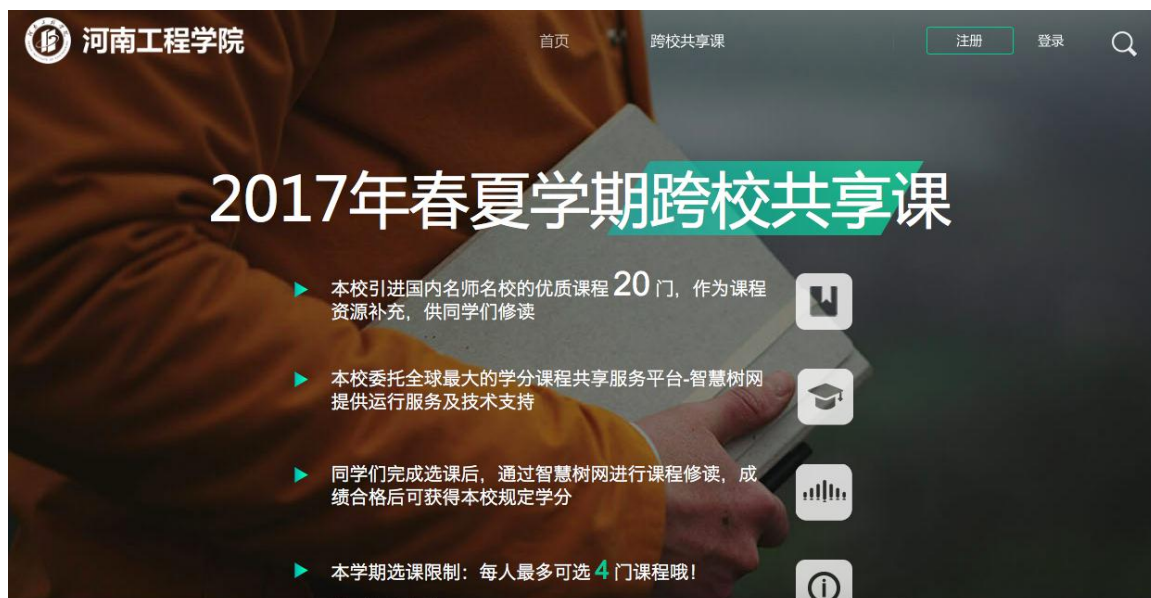 河南工程学院
首页
跨校共享课
注册
登录
2017年春夏学期跨校共享课
本校引进国内名师名校的优质课程 20 门，作为课程
资源补充，供同学们修读
本校委托全球最大的学分课程共享服务平台-智慧树网
提供运行服务及技术支持
同学们完成选课后，通过智慧树网进行课程修读，成
绩合格后可获得本校规定学分
本学期选课限制：每人最多可选 4 门课程哦！